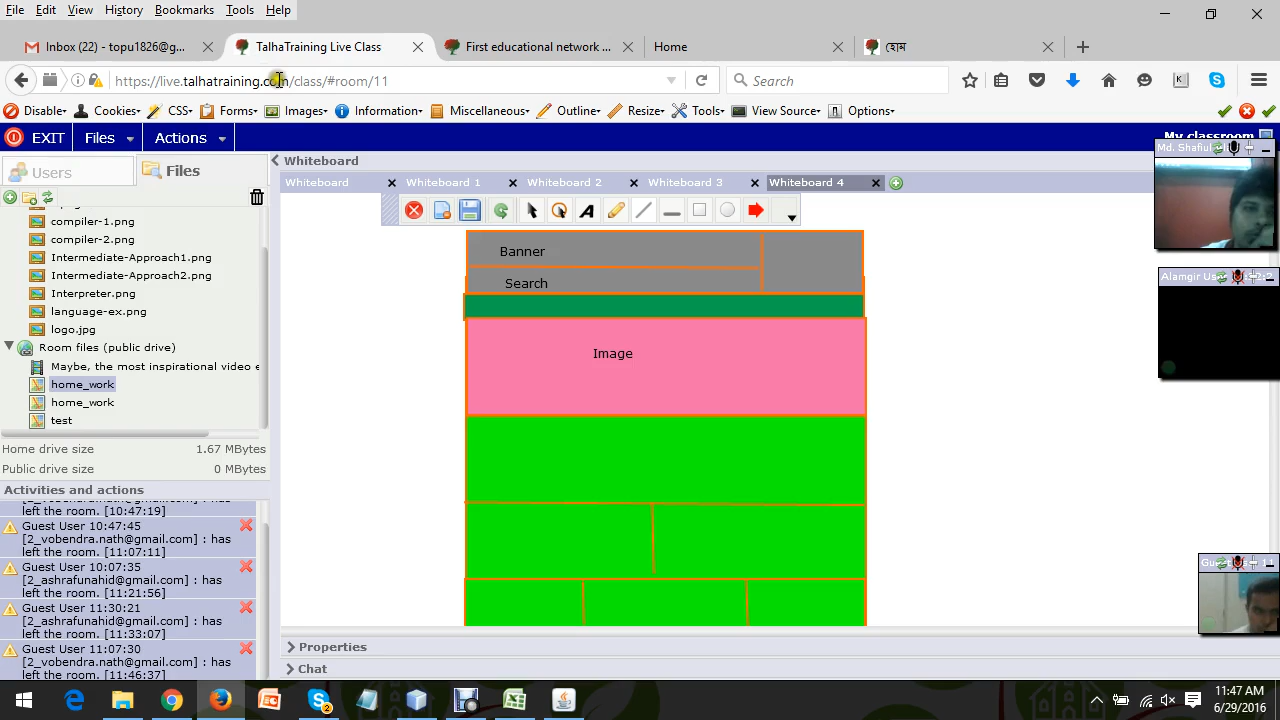 File Edit View History Bookmarks Tools Help
Inbox (22) - topu1826@g...
TalhaTraining Live Class
First educational network ...
Home
হোম
https://live.talhatraining.com/class/#room/11
Search
Disable
Cookies
CSS
Forms
Images
Information
Miscellaneous
Outline
Resize
Tools
View Source
Options
EXIT
Files
Actions
My classroom
Users
Files
Whiteboard
Whiteboard
Whiteboard 1
Whiteboard 2
Whiteboard 3
Whiteboard 4
Md. Shaful
compiler-1.png
compiler-2.png
Intermediate-Approach1.png
Intermediate-Approach2.png
Interpreter.png
language-ex.png
logo.jpg
Room files (public drive)
Maybe, the most inspirational video e
home_work
home_work
test
Home drive size 1.67 MBytes
Public drive size 0 MBytes
Banner
Search
Image
Alamgir Us
Activities and actions
left the room. [10:47:19]
Guest User 10:47:45
[2_vobendra.nath@gmail.com] : has
left the room. [11:07:11]
Guest User 10:07:35
[2_ashrafunahid@gmail.com] : has
left the room. [11:21:56]
Guest User 11:30:21
[2_ashrafunahid@gmail.com] : has
left the room. [11:33:07]
Guest User 11:07:30
[2_vobendra.nath@gmail.com] : has
left the room. [11:46:37]
Properties
Chat
11:47 AM
6/29/2016